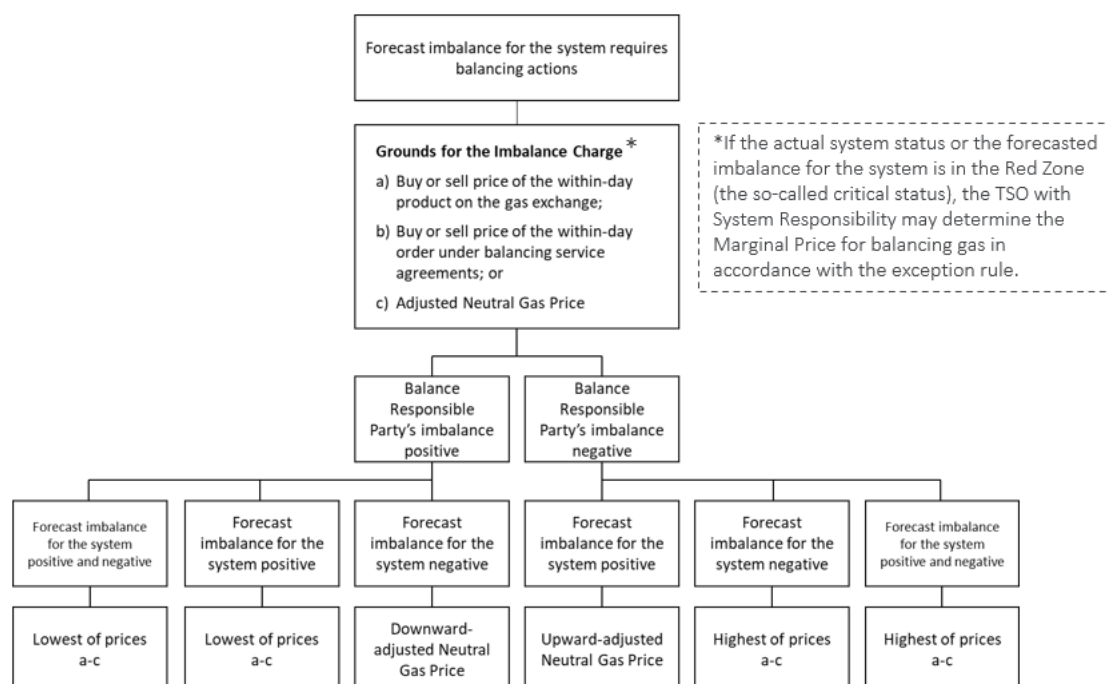 Forecast imbalance for the system requires
balancing actions
Grounds for the Imbalance Charge*
a) Buy or sell price of the within-day
product on the gas exchange;
b) Buy or sell price of the within-day
order under balancing service
agreements; or
c) Adjusted Neutral Gas Price
*If the actual system status or the forecasted
imbalance for the system is in the Red Zone
(the so-called critical status), the TSO with
System Responsibility may determine the
Marginal Price for balancing gas in
accordance with the exception rule.
Balance
Responsible
Party's imbalance
positive
Balance
Responsible
Party's imbalance
negative
Forecast imbalance
for the system
positive and negative
Forecast
imbalance for the
system positive
Forecast
imbalance for the
system negative
Forecast
imbalance for the
system positive
Forecast
imbalance for the
system negative
Forecast imbalance
for the system
positive and negative
Lowest of prices
a-c
Lowest of prices
a-c
Downward-
adjusted Neutral
Gas Price
Upward-adjusted
Neutral Gas Price
Highest of prices
a-c
Highest of prices
a-c